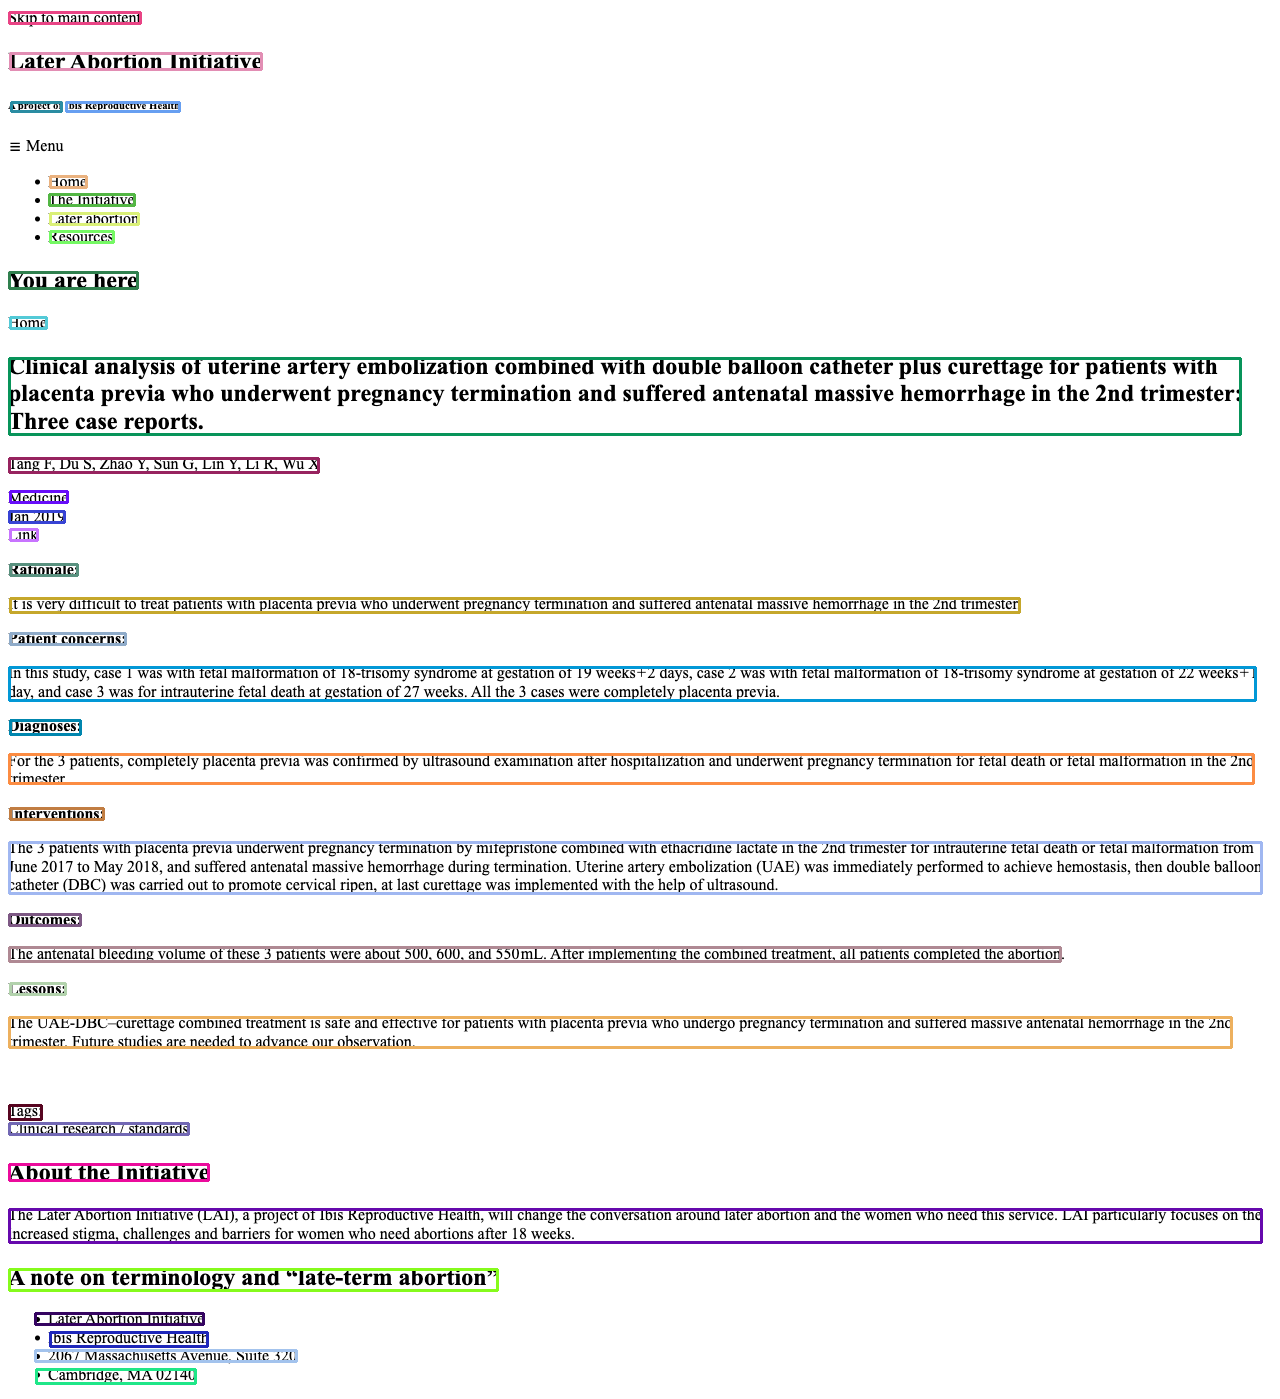 Skip to main content
Later Abortion Initiative
A project of Ibis Reproductive Health
≡ Menu
• Home
• The Initiative
• Later abortion
• Resources
You are here
Home
Clinical analysis of uterine artery embolization combined with double balloon catheter plus curettage for patients with
placenta previa who underwent pregnancy termination and suffered antenatal massive hemorrhage in the 2nd trimester:
Three case reports.
Tang F, Du S, Zhao Y, Sun G, Lin Y, Li R, Wu X
Medicine
Jan 2019
Link
Rationale:
It is very difficult to treat patients with placenta previa who underwent pregnancy termination and suffered antenatal massive hemorrhage in the 2nd trimester
Patient concerns:
In this study, case 1 was with fetal malformation of 18-trisomy syndrome at gestation of 19 weeks+2 days, case 2 was with fetal malformation of 18-trisomy syndrome at gestation of 22 weeks+1
day, and case 3 was for intrauterine fetal death at gestation of 27 weeks. All the 3 cases were completely placenta previa.
Diagnoses:
For the 3 patients, completely placenta previa was confirmed by ultrasound examination after hospitalization and underwent pregnancy termination for fetal death or fetal malformation in the 2nd
trimester.
Interventions:
The 3 patients with placenta previa underwent pregnancy termination by mifepristone combined with ethacridine lactate in the 2nd trimester for intrauterine fetal death or fetal malformation from
June 2017 to May 2018, and suffered antenatal massive hemorrhage during termination. Uterine artery embolization (UAE) was immediately performed to achieve hemostasis, then double balloon
catheter (DBC) was carried out to promote cervical ripen, at last curettage was implemented with the help of ultrasound.
Outcomes:
The antenatal bleeding volume of these 3 patients were about 500, 600, and 550 mL. After implementing the combined treatment, all patients completed the abortion.
Lessons:
The UAE-DBC–curettage combined treatment is safe and effective for patients with placenta previa who undergo pregnancy termination and suffered massive antenatal hemorrhage in the 2nd
trimester. Future studies are needed to advance our observation.
Tags:
Clinical research / standards
About the Initiative
The Later Abortion Initiative (LAI), a project of Ibis Reproductive Health, will change the conversation around later abortion and the women who need this service. LAI particularly focuses on the
increased stigma, challenges and barriers for women who need abortions after 18 weeks.
A note on terminology and “late-term abortion”
• Later Abortion Initiative
• Ibis Reproductive Health
• 2067 Massachusetts Avenue, Suite 320
• Cambridge, MA 02140